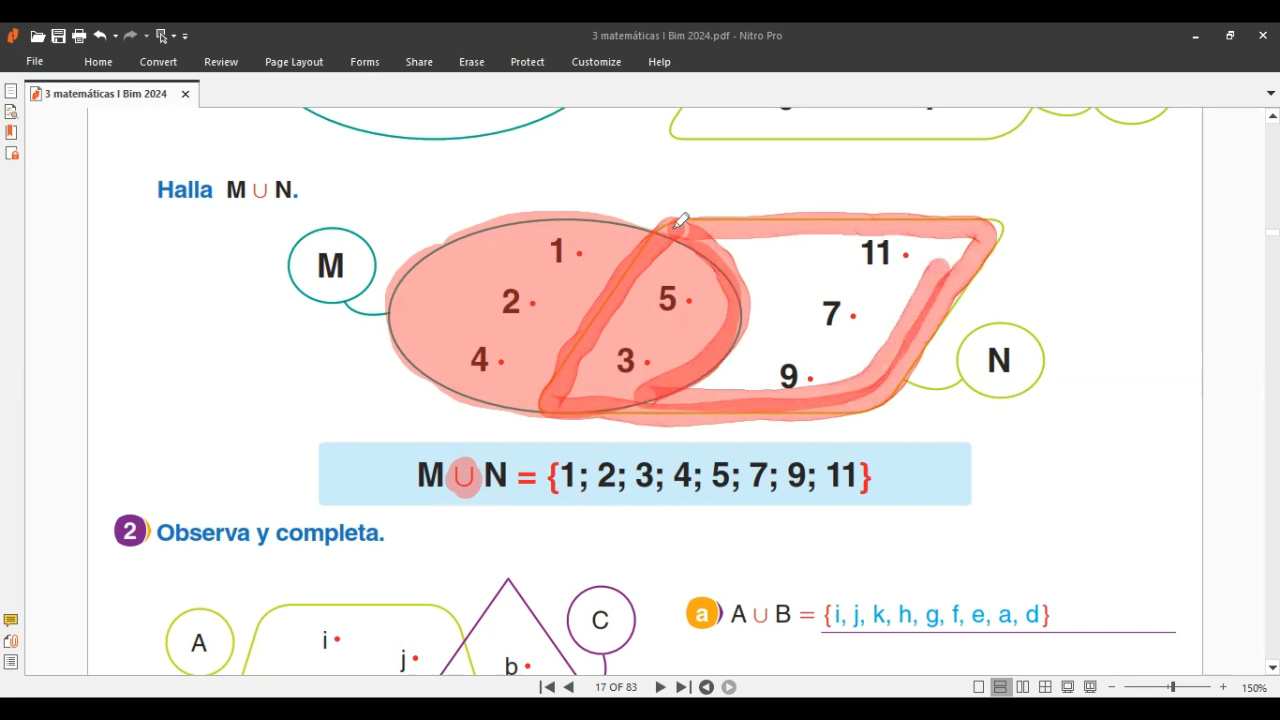 3 matemáticas I Bim 2024.pdf - Nitro Pro
File Home Convert Review Page Layout Forms Share Erase Protect Customize Help
3 matemáticas I Bim 2024
Halla M ∪ N.
M
1
11
2
5
7
4
3
9
N
M ∪ N = {1; 2; 3; 4; 5; 7; 9; 11}
2 Observa y completa.
A
i
j
b
C
a) A ∪ B = {i, j, k, h, g, f, e, a, d}
17 OF 83
150%